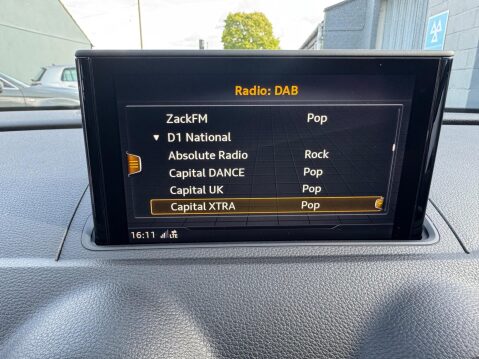 Radio: DAB
ZackFM Pop
▼ D1 National
Absolute Radio Rock
Capital DANCE Pop
Capital UK Pop
Capital XTRA Pop
16:11 LTE